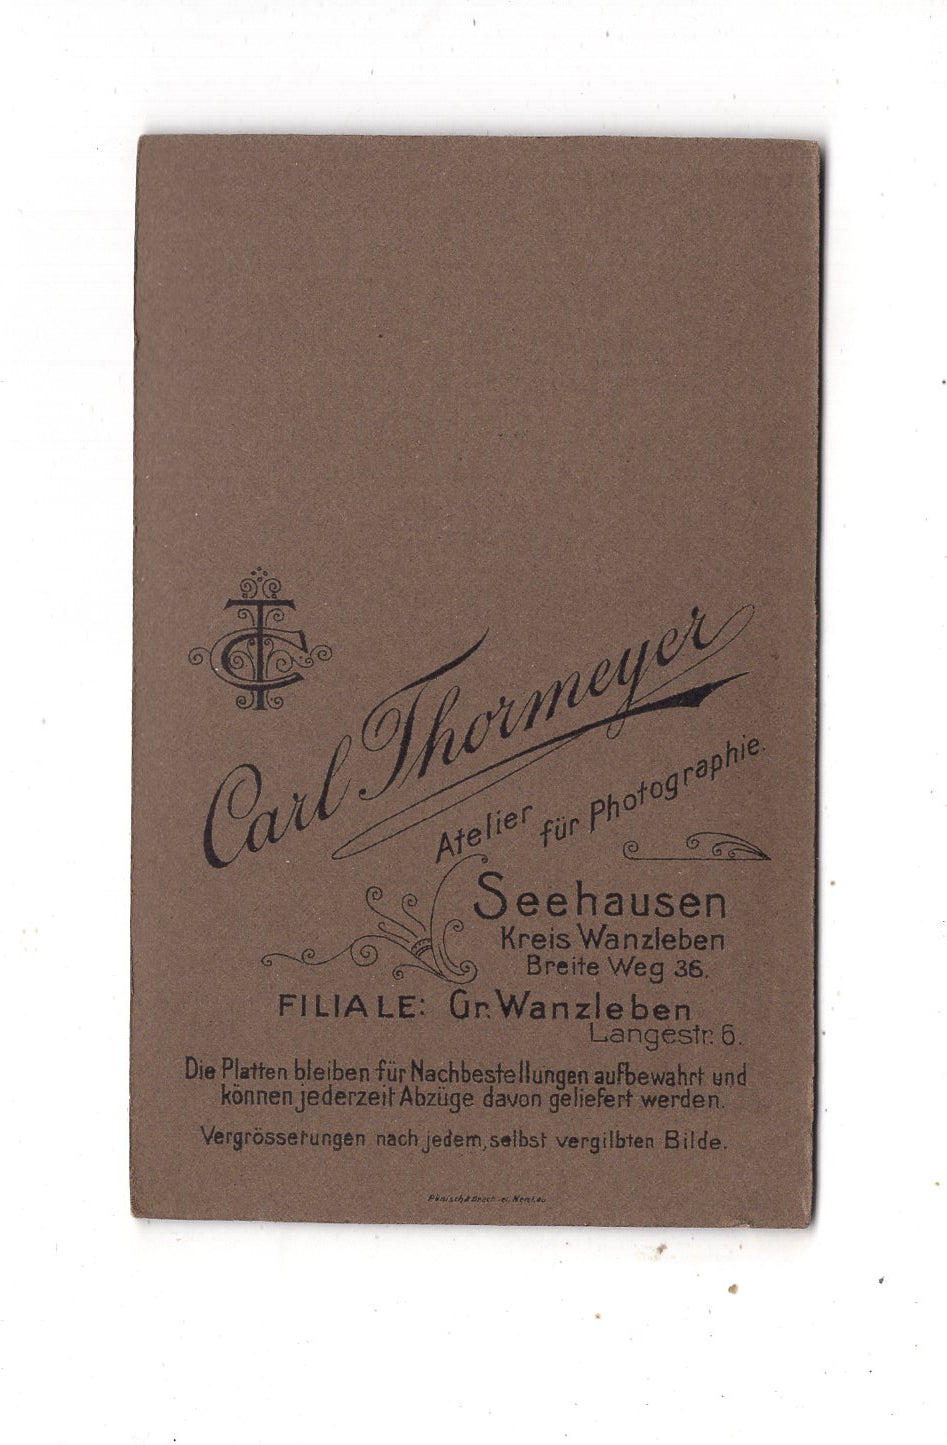 CT
Carl Thormeyer
Atelier für Photographie.
Seehausen
Kreis Wanzleben
Breite Weg 36.
FILIALE: Gr. Wanzleben
Langestr. 6.
Die Platten bleiben für Nachbestellungen aufbewahrt und
können jederzeit Abzüge davon geliefert werden.
Vergrösserungen nach jedem, selbst vergilbten Bilde.